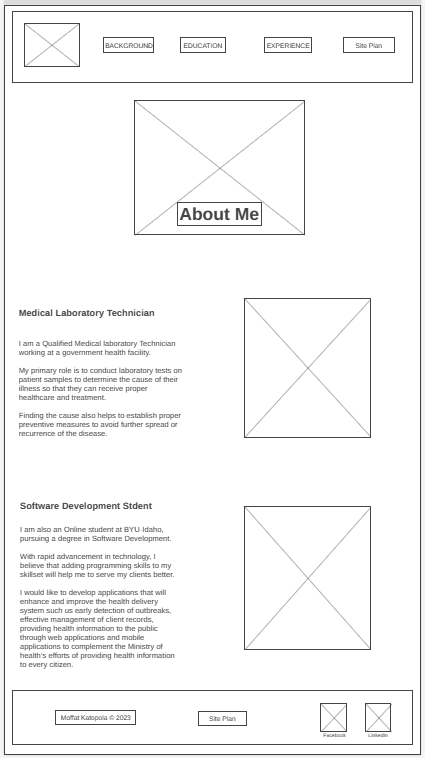 BACKGROUND
EDUCATION
EXPERIENCE
Site Plan
About Me
Medical Laboratory Technician
I am a Qualified Medical laboratory Technician
working at a government health facility.
My primary role is to conduct laboratory tests on
patient samples to determine the cause of their
illness so that they can receive proper
healthcare and treatment.
Finding the cause also helps to establish proper
preventive measures to avoid further spread or
recurrence of the disease.
Software Development Stdent
I am also an Online student at BYU-Idaho,
pursuing a degree in Software Development.
With rapid advancement in technology, I
believe that adding programming skills to my
skillset will help me to serve my clients better.
I would like to develop applications that will
enhance and improve the health delivery
system such us early detection of outbreaks,
effective management of client records,
providing health information to the public
through web applications and mobile
applications to complement the Ministry of
health's efforts of providing health information
to every citizen.
Moffat Katopola © 2023
Site Plan
Facebook
LinkedIn